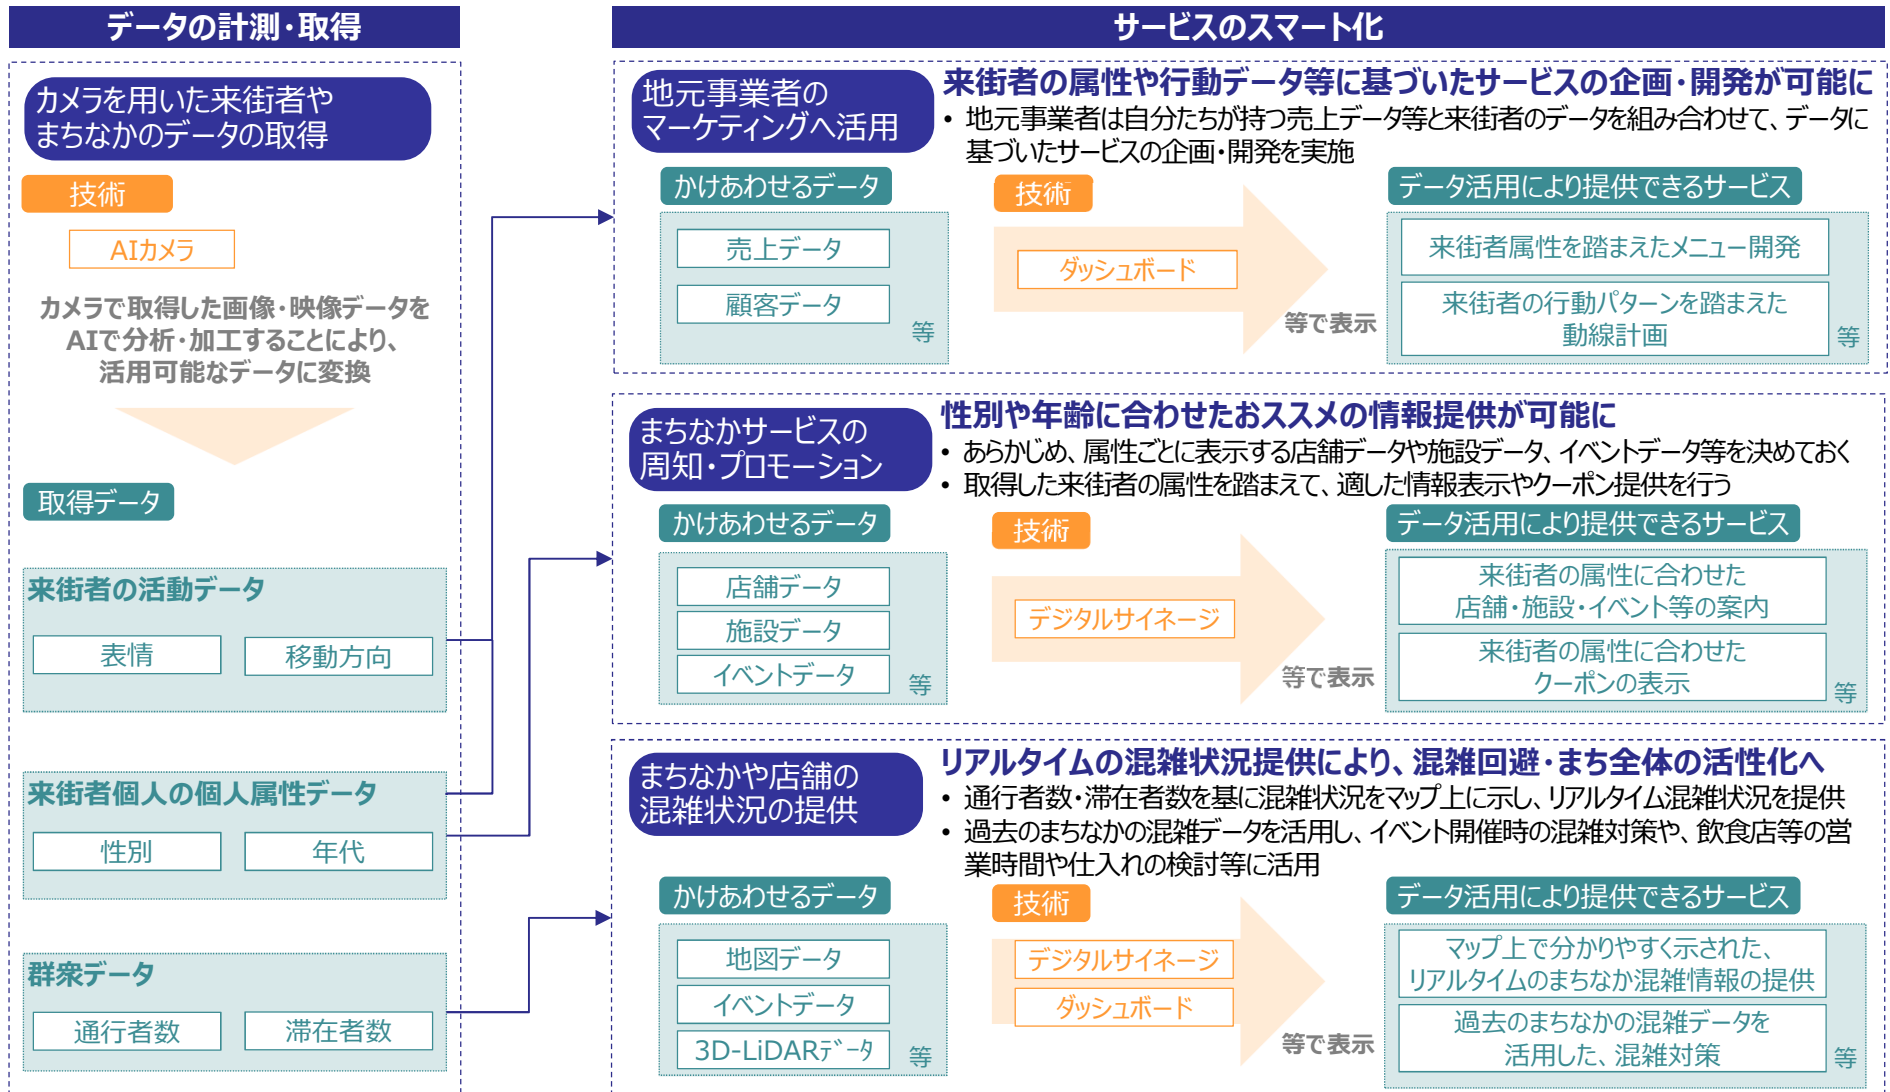 データの計測・取得
カメラを用いた来街者や
まちなかのデータの取得
技術
AIカメラ
カメラで取得した画像・映像データを
AIで分析・加工することにより、
活用可能なデータに変換
取得データ
来街者の活動データ
表情
移動方向
来街者個人の個人属性データ
性別
年代
群衆データ
通行者数
滞在者数
サービスのスマート化
地元事業者の
マーケティングへ活用
来街者の属性や行動データ等に基づいたサービスの企画・開発が可能に
• 地元事業者は自分たちが持つ売上データ等と来街者のデータを組み合わせて、データに
基づいたサービスの企画・開発を実施
かけあわせるデータ
売上データ
顧客データ
等
技術
ダッシュボード
等で表示
データ活用により提供できるサービス
来街者属性を踏まえたメニュー開発
来街者の行動パターンを踏まえた
動線計画
等
まちなかサービスの
周知・プロモーション
性別や年齢に合わせたおススメの情報提供が可能に
• あらかじめ、属性ごとに表示する店舗データや施設データ、イベントデータ等を決めておく
• 取得した来街者の属性を踏まえて、適した情報表示やクーポン提供を行う
かけあわせるデータ
店舗データ
施設データ
イベントデータ
等
技術
デジタルサイネージ
等で表示
データ活用により提供できるサービス
来街者の属性に合わせた
店舗・施設・イベント等の案内
来街者の属性に合わせた
クーポンの表示
等
まちなかや店舗の
混雑状況の提供
リアルタイムの混雑状況提供により、混雑回避・まち全体の活性化へ
• 通行者数・滞在者数を基に混雑状況をマップ上に示し、リアルタイム混雑状況を提供
• 過去のまちなかの混雑データを活用し、イベント開催時の混雑対策や、飲食店等の営
業時間や仕入れの検討等に活用
かけあわせるデータ
地図データ
イベントデータ
3D-LiDARﾃﾞｰﾀ
等
技術
デジタルサイネージ
ダッシュボード
等で表示
データ活用により提供できるサービス
マップ上で分かりやすく示された、
リアルタイムのまちなか混雑情報の提供
過去のまちなかの混雑データを
活用した、混雑対策
等